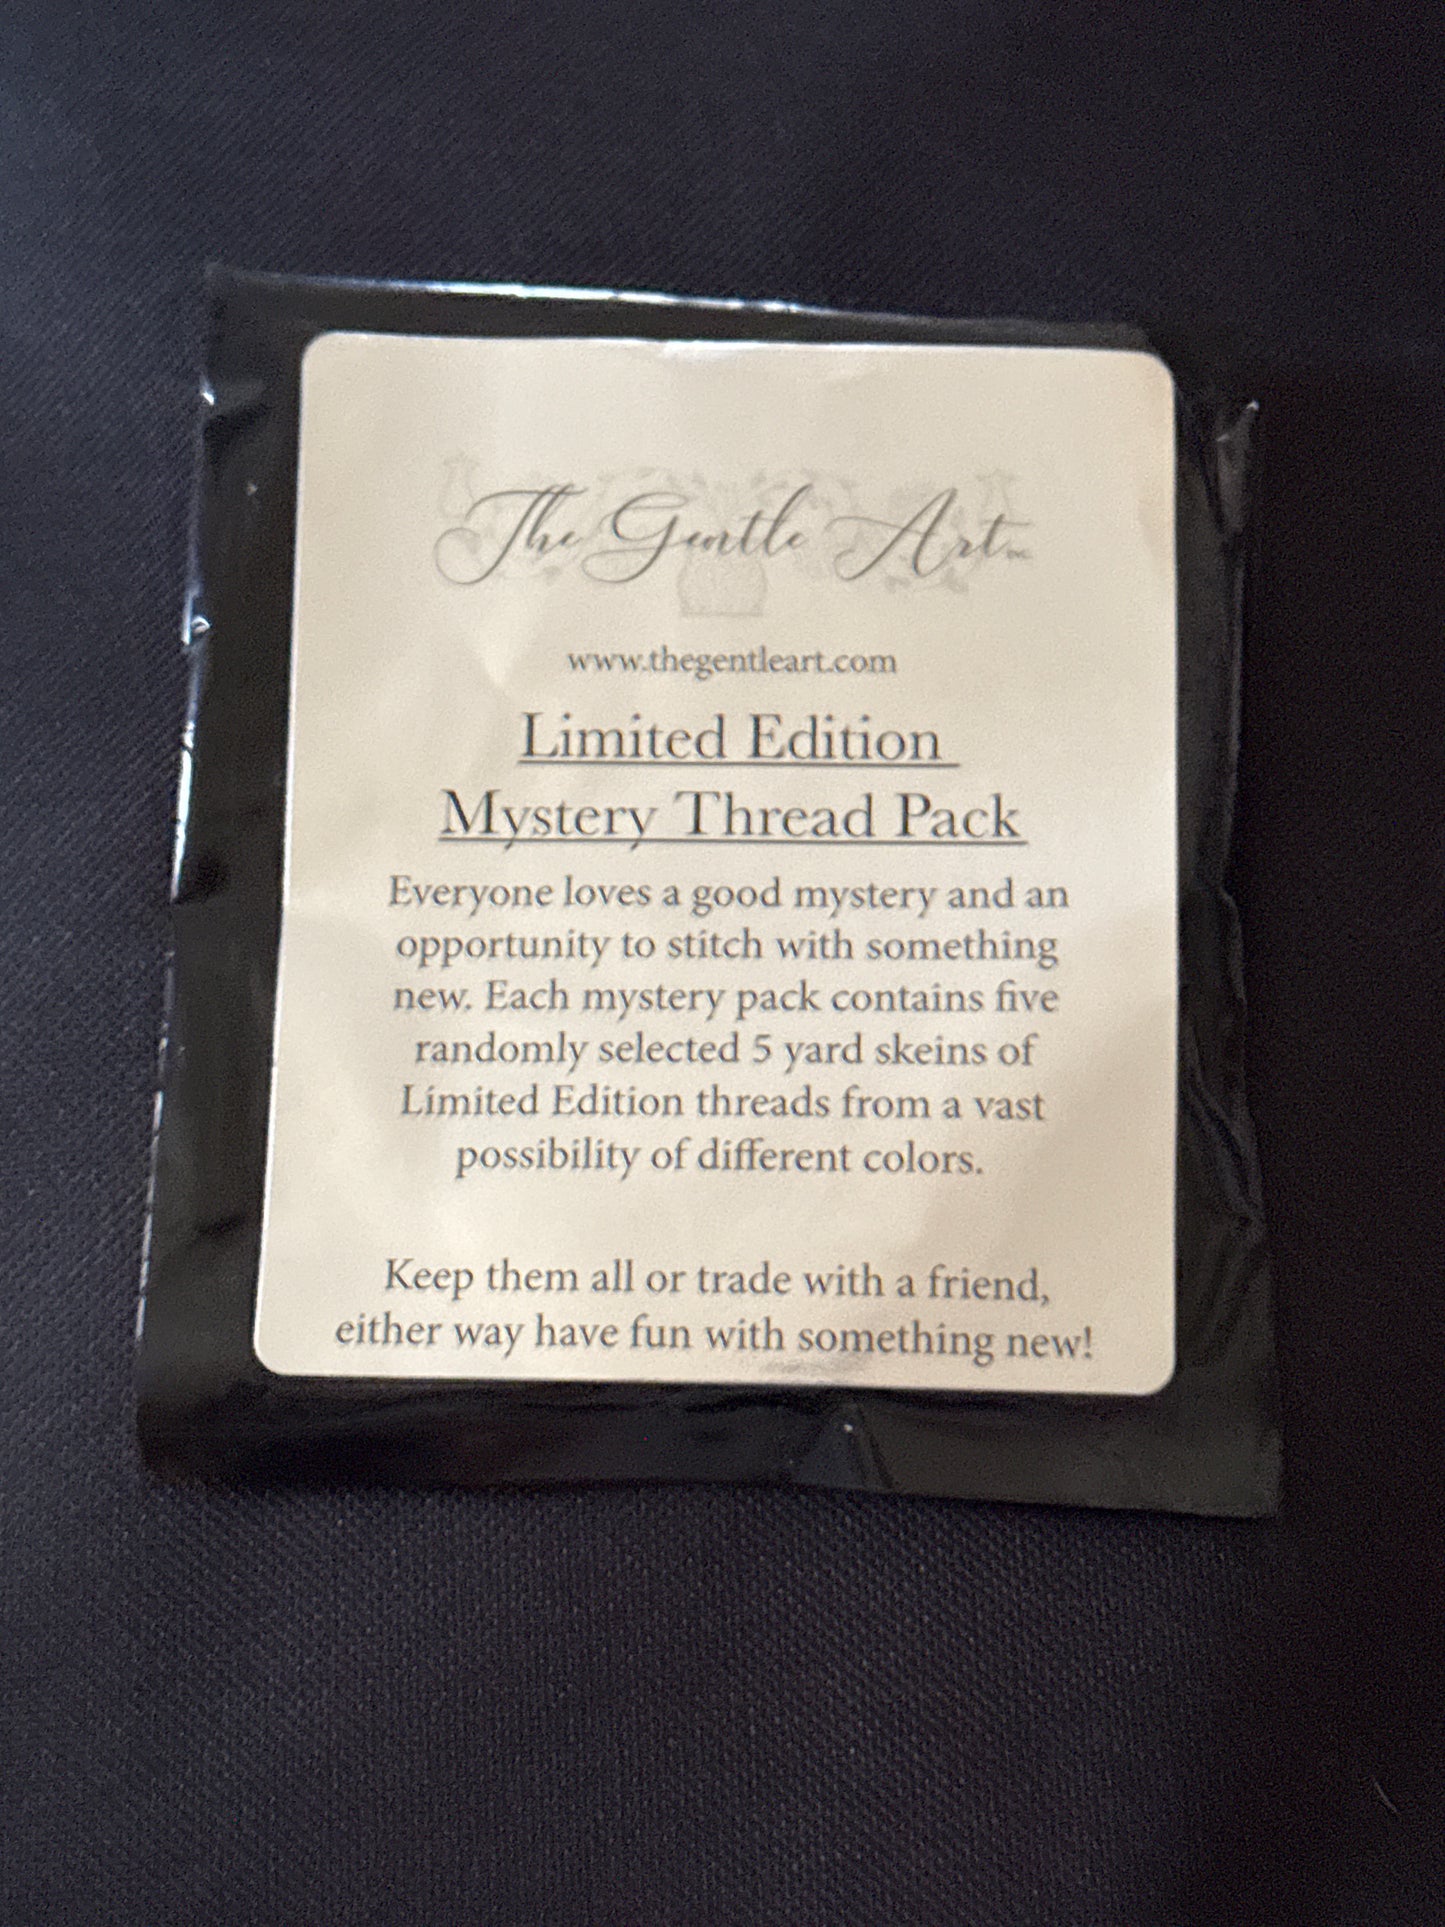 The Gentle Art
www.thegentleart.com
Limited Edition
Mystery Thread Pack
Everyone loves a good mystery and an
opportunity to stitch with something
new. Each mystery pack contains five
randomly selected 5 yard skeins of
Limited Edition threads from a vast
possibility of different colors.
Keep them all or trade with a friend,
either way have fun with something new!